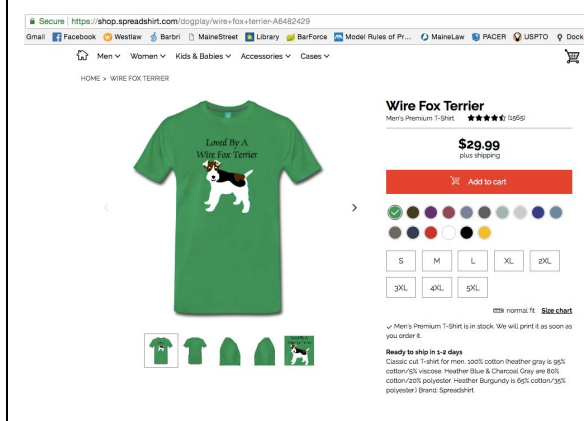 Secure | https://shop.spreadshirt.com/dogplay/wire+fox+terrier-A6482429
Gmail Facebook Westlaw Barbri MaineStreet Library BarForce Model Rules of Pr... MaineLaw PACER USPTO Dock
Men Women Kids & Babies Accessories Cases
HOME > WIRE FOX TERRIER
Loved By A
Wire Fox Terrier
Wire Fox Terrier
Men's Premium T-Shirt (1565)
$29.99
plus shipping
Add to cart
S M L XL 2XL
3XL 4XL 5XL
normal fit Size chart
Men's Premium T-Shirt is in stock. We will print it as soon as
you order it.
Ready to ship in 1-2 days
Classic cut T-shirt for men, 100% cotton (heather gray is 95%
cotton/5% viscose. Heather Blue & Charcoal Gray are 80%
cotton/20% polyester. Heather Burgundy is 65% cotton/35%
polyester.) Brand: Spreadshirt